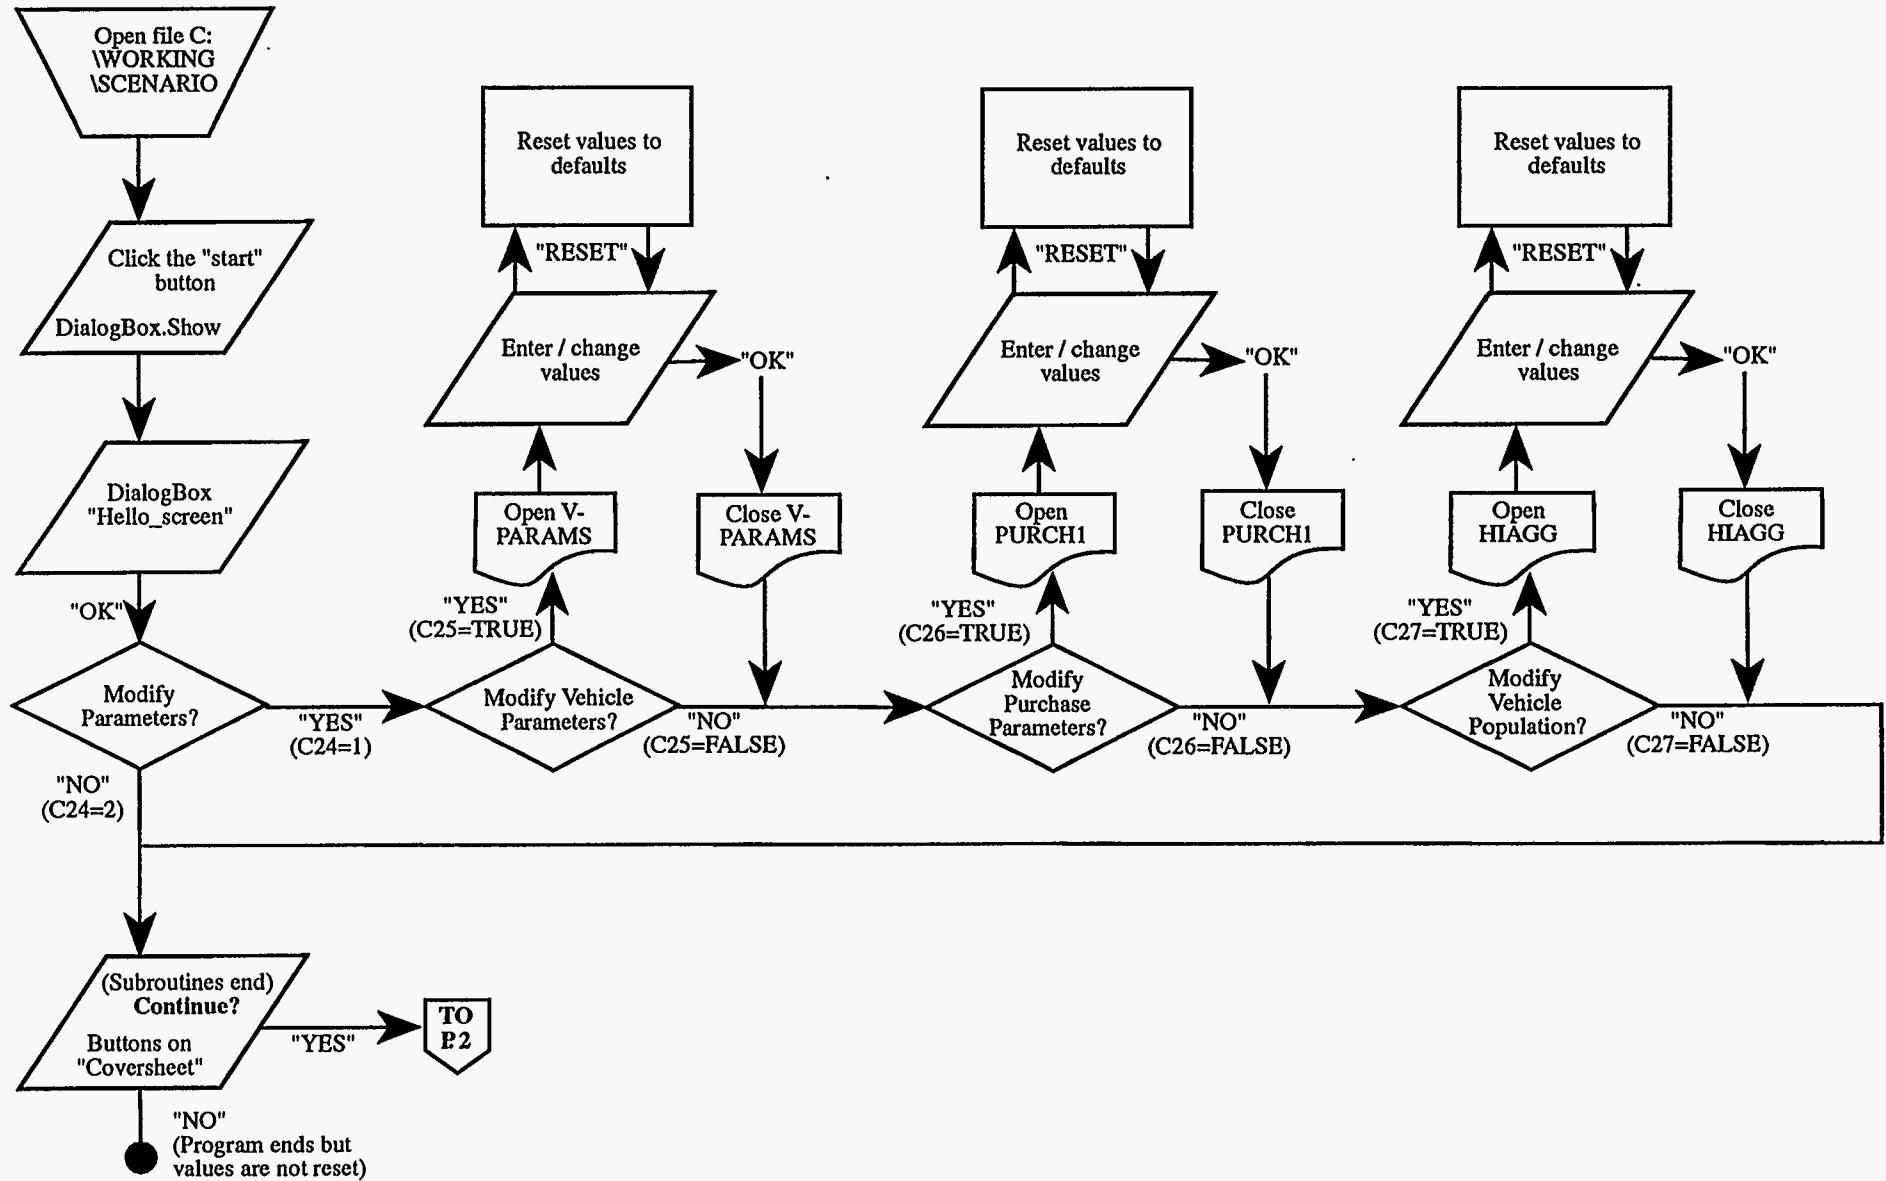 Open file C:
\WORKING
\SCENARIO
Click the "start"
button
DialogBox.Show
DialogBox
"Hello_screen"
"OK"
Modify
Parameters?
"YES"
(C24=1)
"NO"
(C24=2)
Reset values to
defaults
"RESET"
Enter / change
values
"OK"
Open V-
PARAMS
Close V-
PARAMS
"YES"
(C25=TRUE)
Modify Vehicle
Parameters?
"NO"
(C25=FALSE)
Reset values to
defaults
"RESET"
Enter / change
values
"OK"
Open
PURCH1
Close
PURCH1
"YES"
(C26=TRUE)
Modify
Purchase
Parameters?
"NO"
(C26=FALSE)
Reset values to
defaults
"RESET"
Enter / change
values
"OK"
Open
HIAGG
Close
HIAGG
"YES"
(C27=TRUE)
Modify
Vehicle
Population?
"NO"
(C27=FALSE)
(Subroutines end)
Continue?
Buttons on
"Coversheet"
"YES"
TO
P.2
"NO"
(Program ends but
values are not reset)